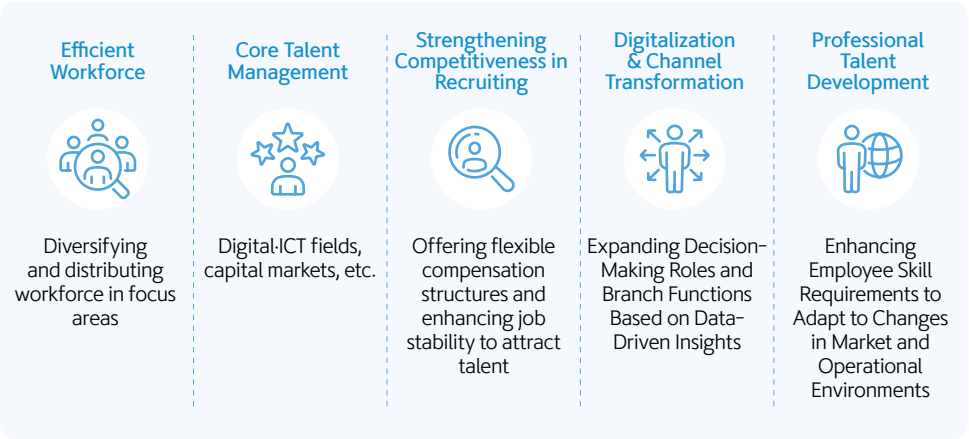 Efficient
Workforce
Diversifying
and distributing
workforce in focus
areas
Core Talent
Management
Digital·ICT fields,
capital markets, etc.
Strengthening
Competitiveness in
Recruiting
Offering flexible
compensation
structures and
enhancing job
stability to attract
talent
Digitalization
& Channel
Transformation
Expanding Decision-
Making Roles and
Branch Functions
Based on Data-
Driven Insights
Professional
Talent
Development
Enhancing
Employee Skill
Requirements to
Adapt to Changes
in Market and
Operational
Environments